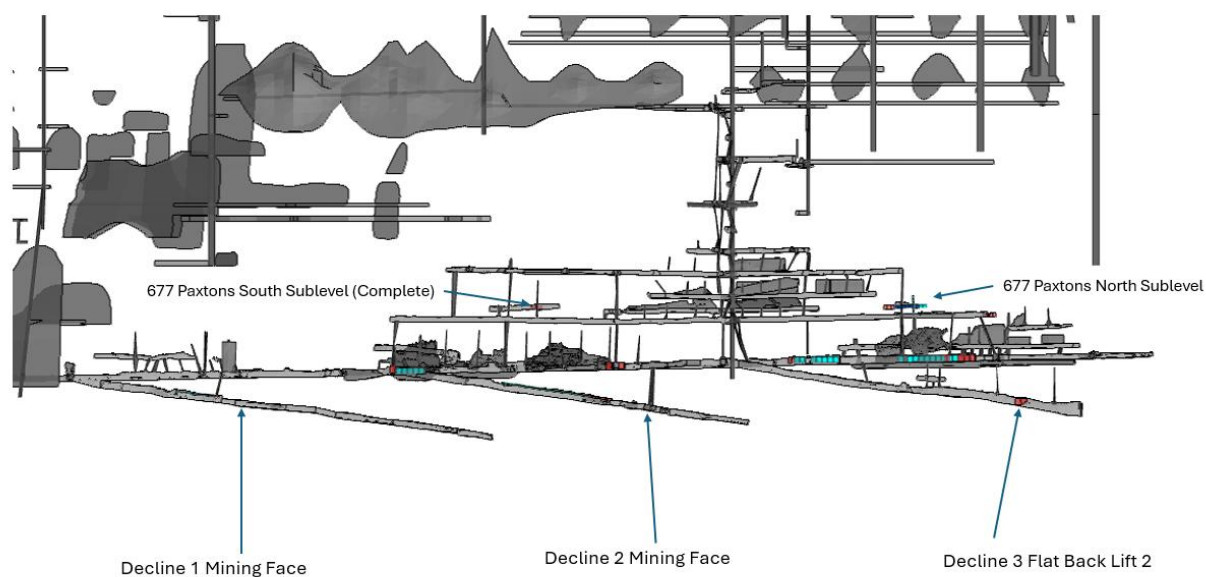 677 Paxtons South Sublevel (Complete)
677 Paxtons North Sublevel
Decline 1 Mining Face
Decline 2 Mining Face
Decline 3 Flat Back Lift 2